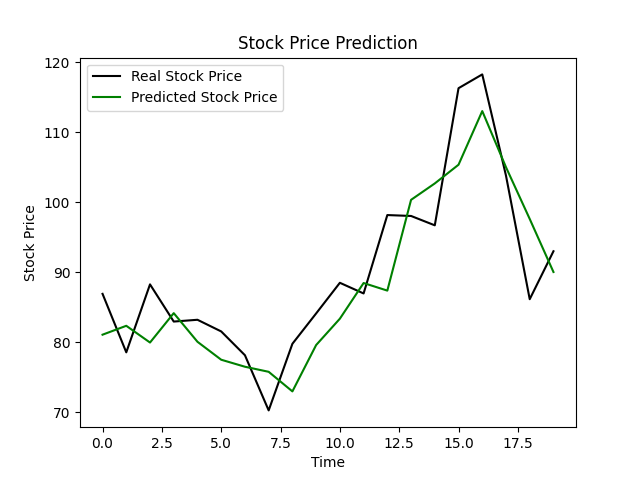 Stock Price Prediction
Real Stock Price
Predicted Stock Price
Stock Price
120
110
100
90
80
70
0.0 2.5 5.0 7.5 10.0 12.5 15.0 17.5
Time